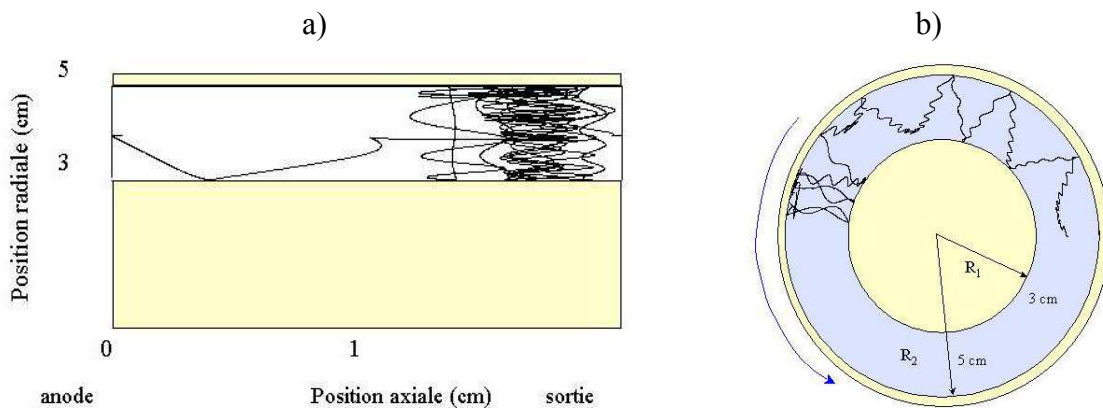 a)
5
3
Position radiale (cm)
0
1
anode
Position axiale (cm)
sortie
b)
R1
3 cm
R2
5 cm